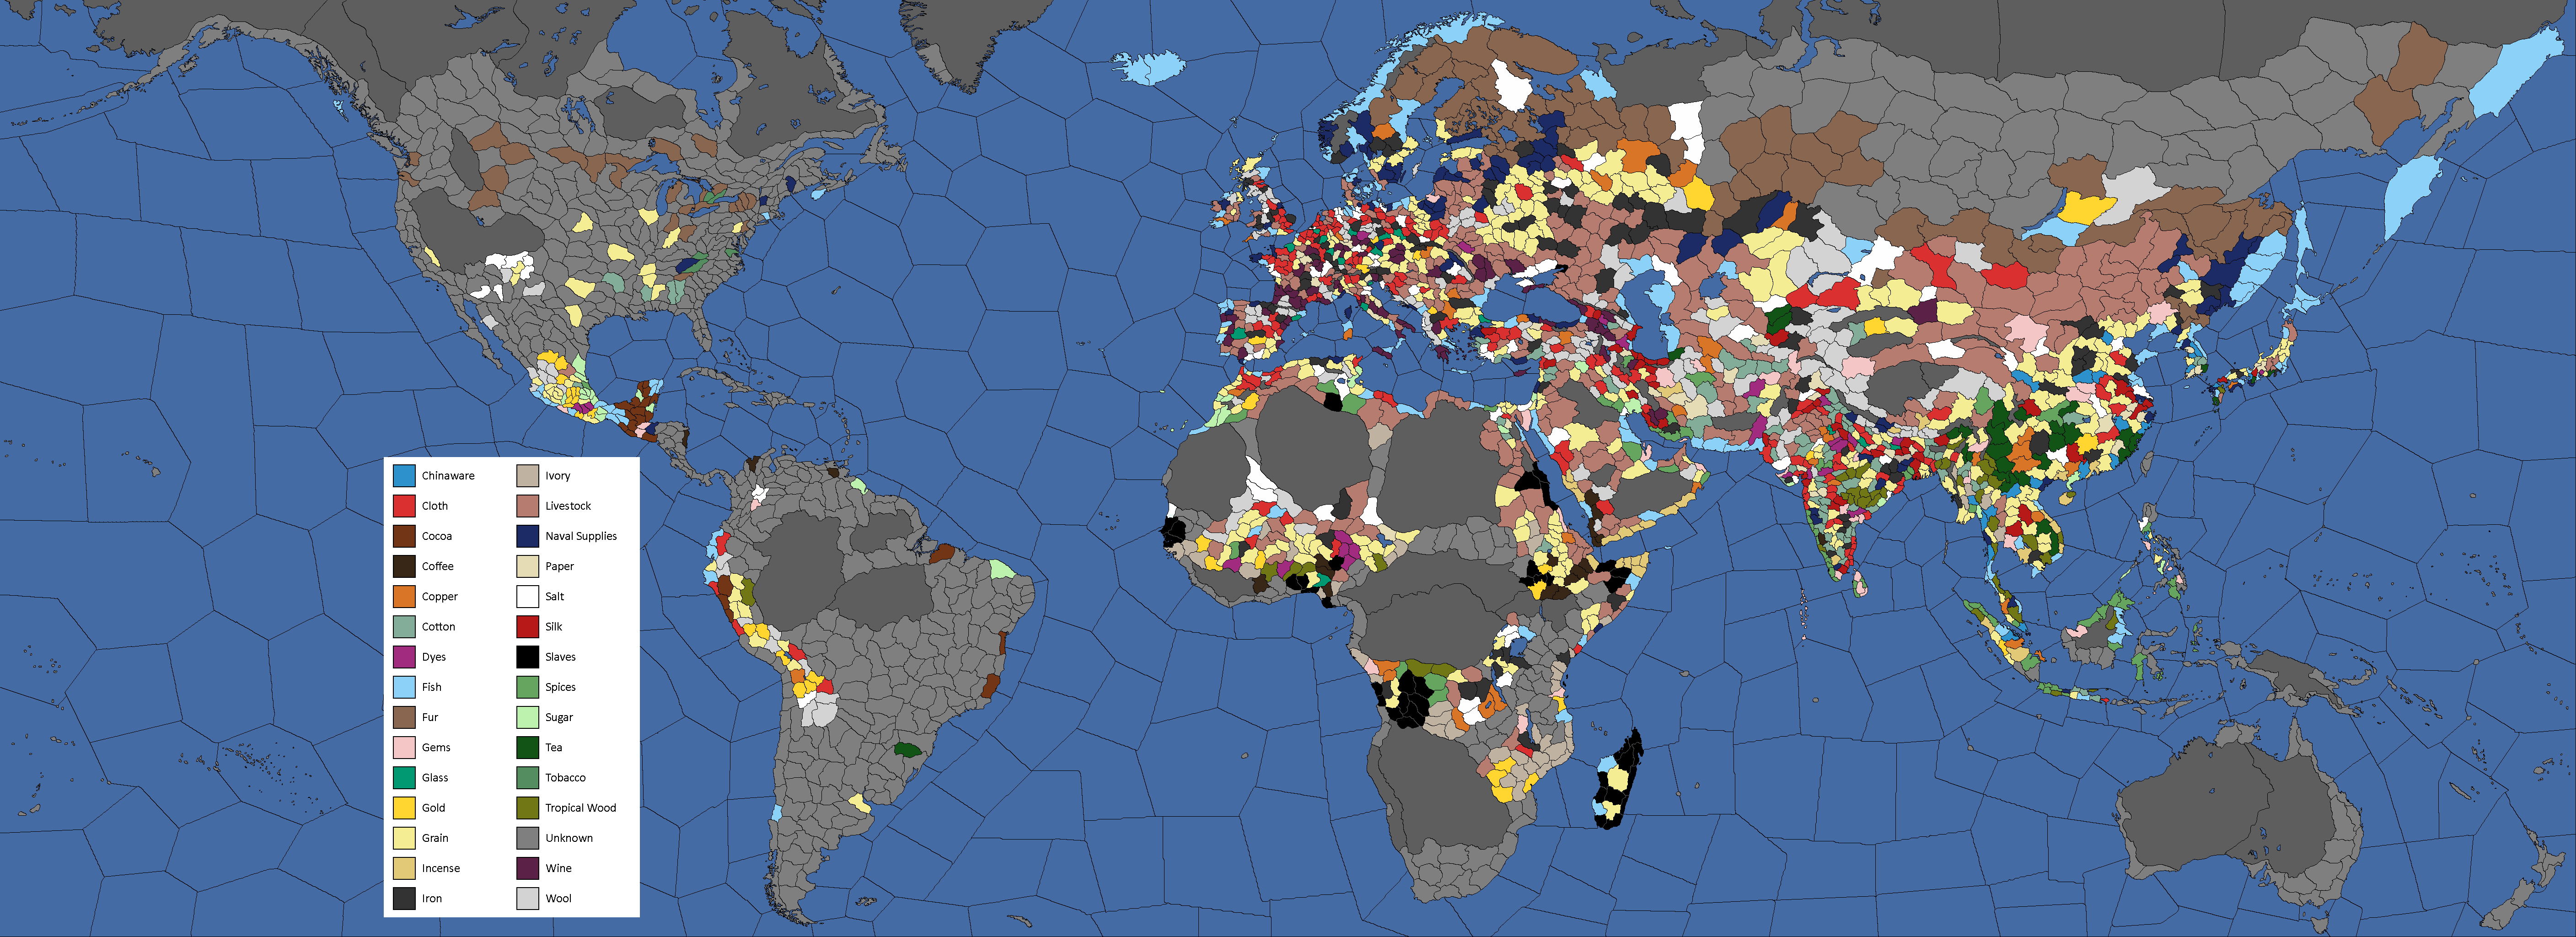 Chinaware
Cloth
Cocoa
Coffee
Copper
Cotton
Dyes
Fish
Fur
Gems
Glass
Gold
Grain
Incense
Iron
Ivory
Livestock
Naval Supplies
Paper
Salt
Silk
Slaves
Spices
Sugar
Tea
Tobacco
Tropical Wood
Unknown
Wine
Wool